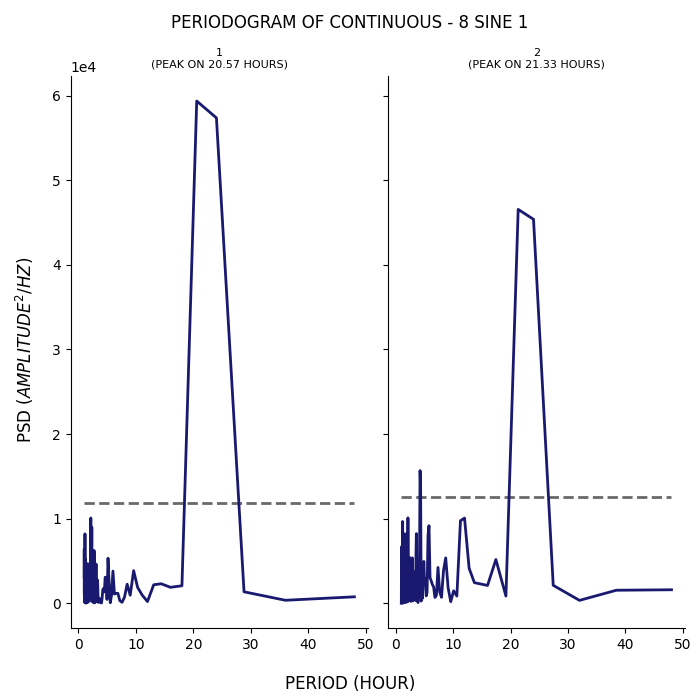 PERIODOGRAM OF CONTINUOUS - 8 SINE 1
1
(PEAK ON 20.57 HOURS)
2
(PEAK ON 21.33 HOURS)
1e4
6
5
4
3
2
1
0
PSD (AMPLITUDE²/HZ)
0 10 20 30 40 50
0 10 20 30 40 50
PERIOD (HOUR)